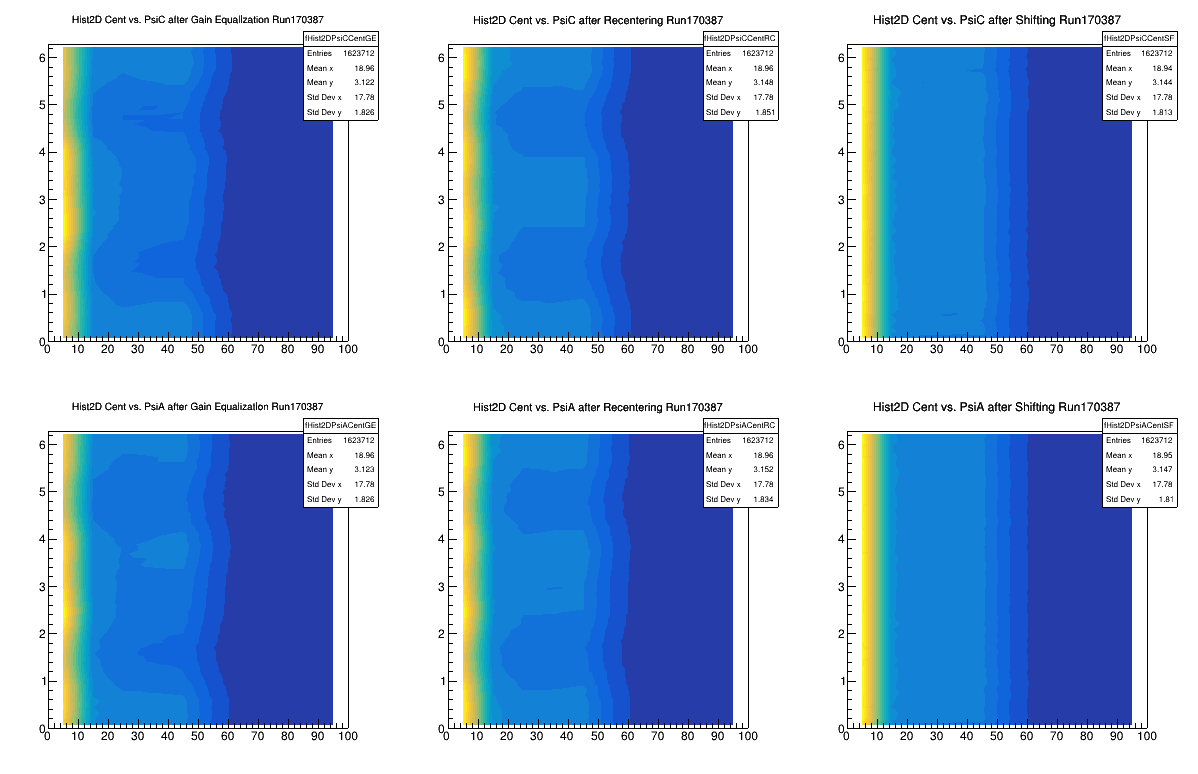 Hist2D Cent vs. PsiC after Gain Equalization Run170387
fHist2DPsiCCentGE
Entries 1623712
Mean x 18.96
Mean y 3.122
Std Dev x 17.78
Std Dev y 1.826
6
5
4
3
2
1
0
0 10 20 30 40 50 60 70 80 90 100
Hist2D Cent vs. PsiC after Recentering Run170387
fHist2DPsiCCentRC
Entries 1623712
Mean x 18.96
Mean y 3.148
Std Dev x 17.78
Std Dev y 1.851
6
5
4
3
2
1
0
0 10 20 30 40 50 60 70 80 90 100
Hist2D Cent vs. PsiC after Shifting Run170387
fHist2DPsiCCentSF
Entries 1623712
Mean x 18.94
Mean y 3.144
Std Dev x 17.78
Std Dev y 1.813
6
5
4
3
2
1
0
0 10 20 30 40 50 60 70 80 90 100
Hist2D Cent vs. PsiA after Gain Equalization Run170387
fHist2DPsiACentGE
Entries 1623712
Mean x 18.96
Mean y 3.123
Std Dev x 17.78
Std Dev y 1.826
6
5
4
3
2
1
0
0 10 20 30 40 50 60 70 80 90 100
Hist2D Cent vs. PsiA after Recentering Run170387
fHist2DPsiACentRC
Entries 1623712
Mean x 18.96
Mean y 3.152
Std Dev x 17.78
Std Dev y 1.834
6
5
4
3
2
1
0
0 10 20 30 40 50 60 70 80 90 100
Hist2D Cent vs. PsiA after Shifting Run170387
fHist2DPsiACentSF
Entries 1623712
Mean x 18.95
Mean y 3.147
Std Dev x 17.78
Std Dev y 1.81
6
5
4
3
2
1
0
0 10 20 30 40 50 60 70 80 90 100